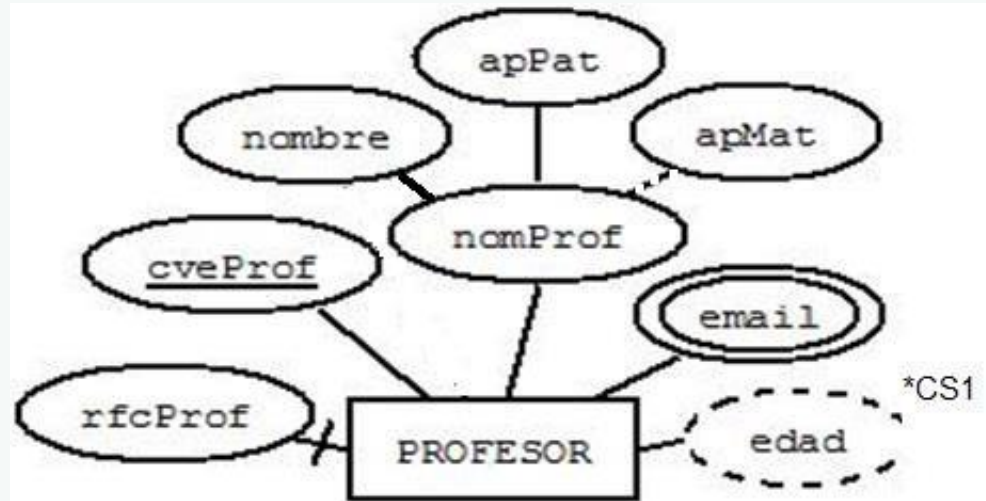 apPat
nombre
apMat
nomProf
cveProf
email
*CS1
rfcProf
edad
PROFESOR